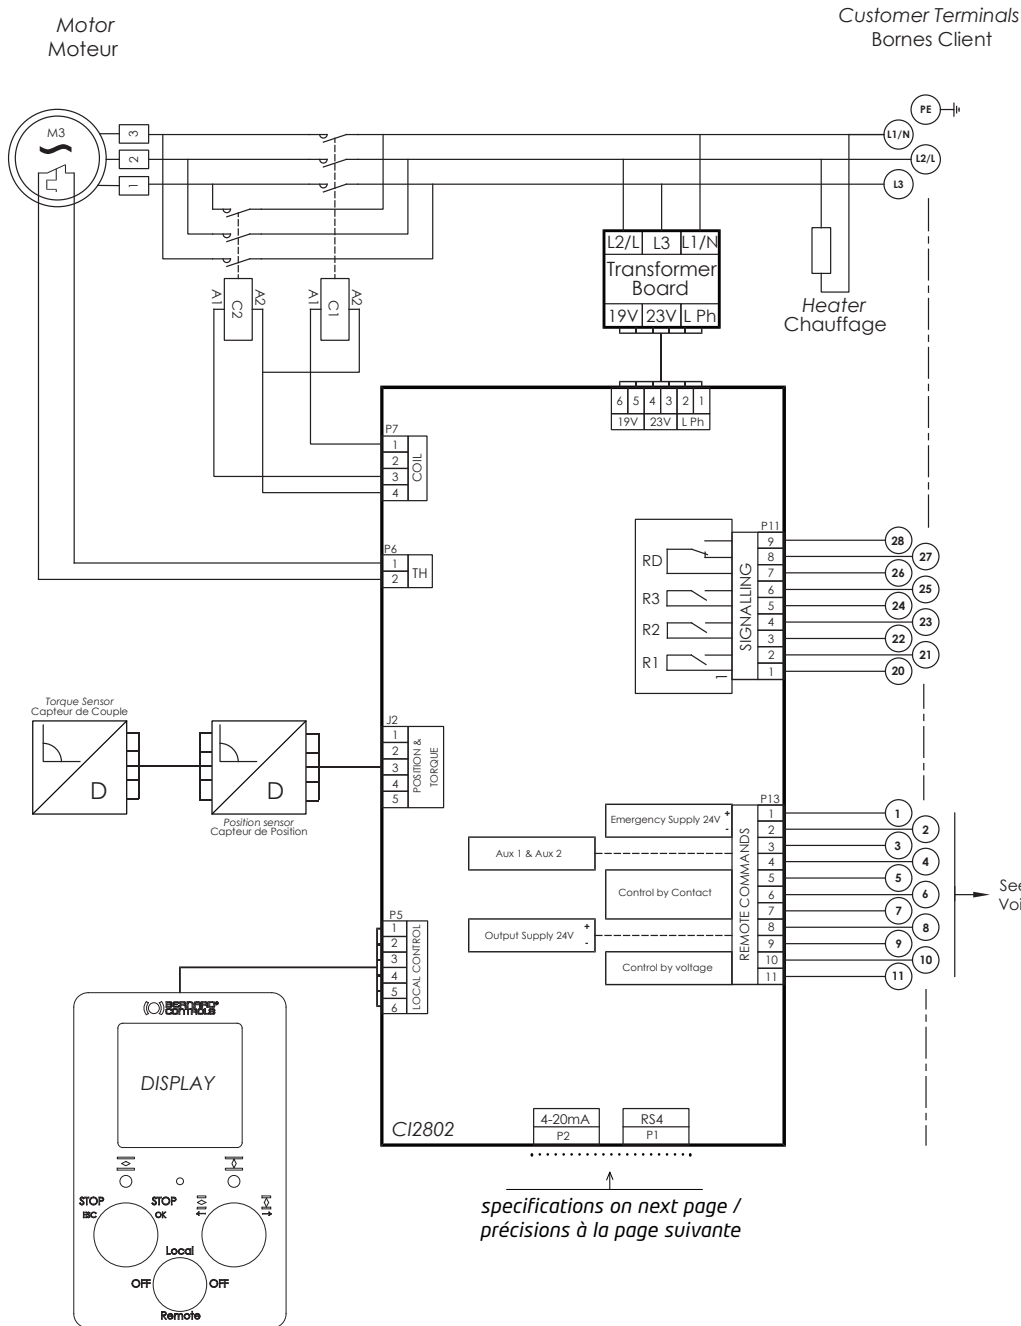 Motor
Moteur
Customer Terminals
Bornes Client
PE
M3
3
2
1
L1/N
L2/L
L3
L2/L L3 L1/N
Transformer
Board
19V 23V L Ph
Heater
Chauffage
A1 C2 A2
A1 C1 A2
6 5 4 3 2 1
19V 23V L Ph
P7
1
2
3
4
COIL
P6
1
2
TH
P11
9
8
7
6
5
4
3
2
1
SIGNALLING
RD
R3
R2
R1
28
27
26
25
24
23
22
21
20
Torque Sensor
Capteur de Couple
D
D
Position sensor
Capteur de Position
J2
1
2
3
4
5
POSITION &
TORQUE
P13
1
2
3
4
5
6
7
8
9
10
11
REMOTE COMMANDS
Emergency Supply 24V + -
Aux 1 & Aux 2
Control by Contact
Output Supply 24V + -
Control by voltage
1
2
3
4
5
6
7
8
9
10
11
P5
1
2
3
4
5
6
LOCAL CONTROL
BERNARD®
CONTROLS
DISPLAY
STOP
ESC
STOP
OK
Local
OFF OFF
Remote
CI2802
4-20mA
P2
RS4
P1
specifications on next page /
précisions à la page suivante